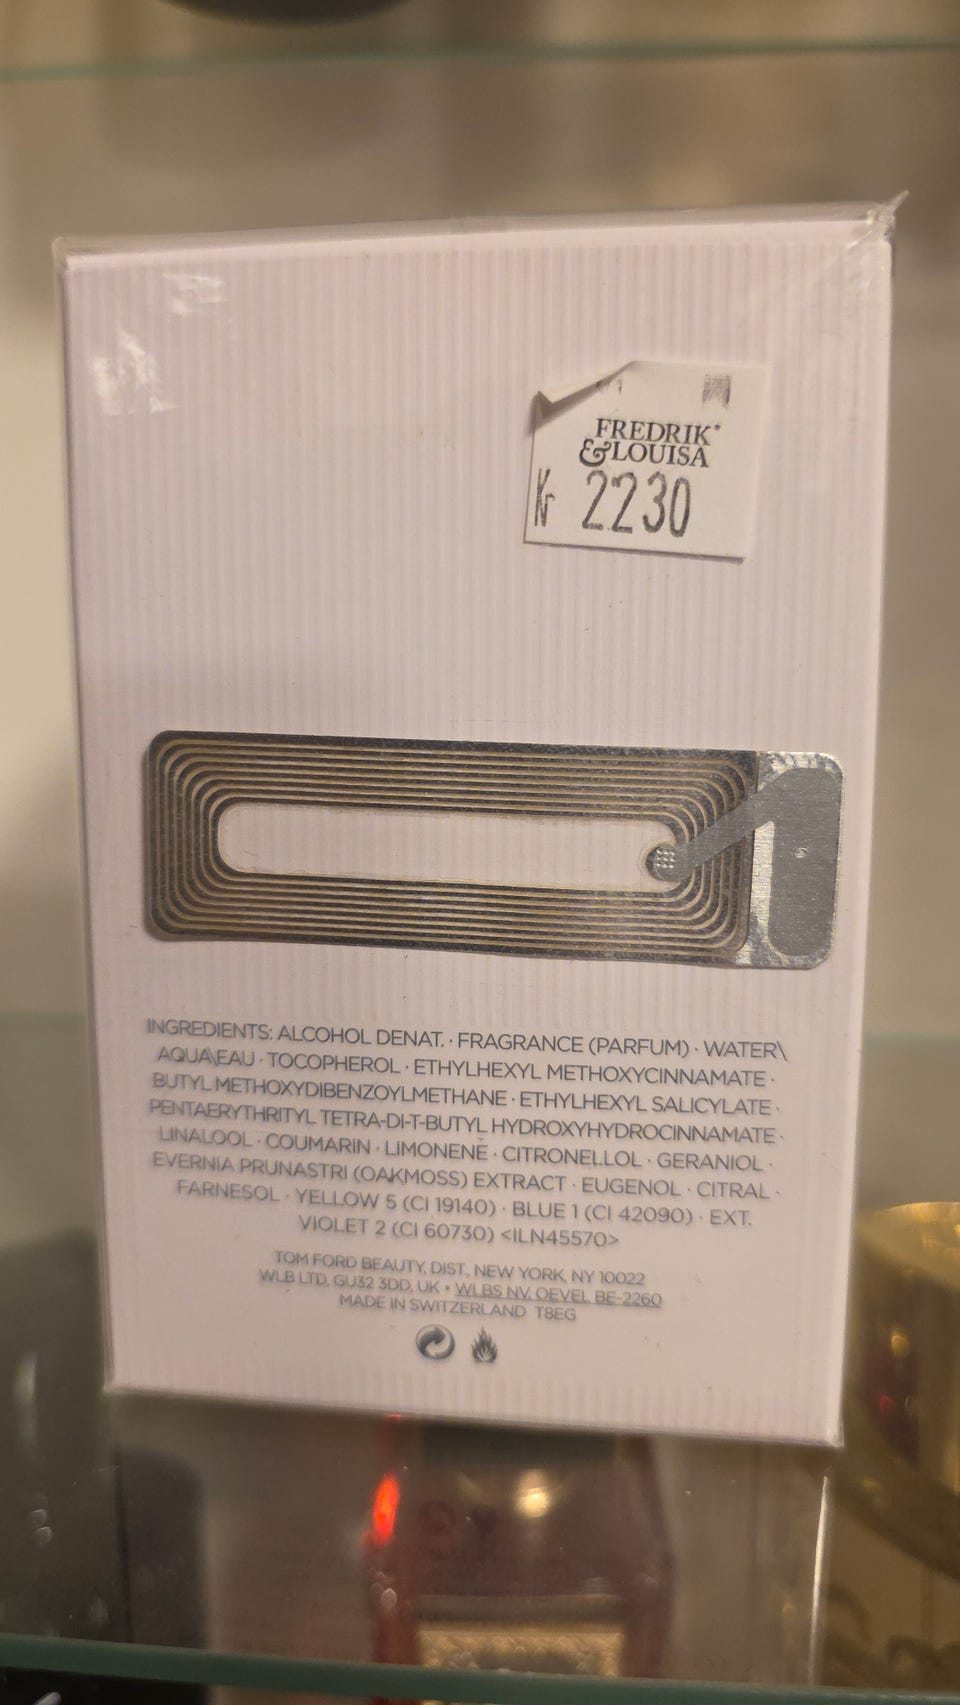 FREDRIK®
&LOUISA
Kr 2230
INGREDIENTS: ALCOHOL DENAT. · FRAGRANCE (PARFUM) · WATER\
AQUA\EAU · TOCOPHEROL · ETHYLHEXYL METHOXYCINNAMATE ·
BUTYL METHOXYDIBENZOYLMETHANE · ETHYLHEXYL SALICYLATE ·
PENTAERYTHRITYL TETRA-DI-T-BUTYL HYDROXYHYDROCINNAMATE ·
LINALOOL · COUMARIN · LIMONENE · CITRONELLOL · GERANIOL ·
EVERNIA PRUNASTRI (OAKMOSS) EXTRACT · EUGENOL · CITRAL ·
FARNESOL · YELLOW 5 (CI 19140) · BLUE 1 (CI 42090) · EXT.
VIOLET 2 (CI 60730) <ILN45570>
TOM FORD BEAUTY, DIST., NEW YORK, NY 10022
WLB LTD, GU32 3DD, UK • WLBS NV. OEVEL BE-2260
MADE IN SWITZERLAND T8EG